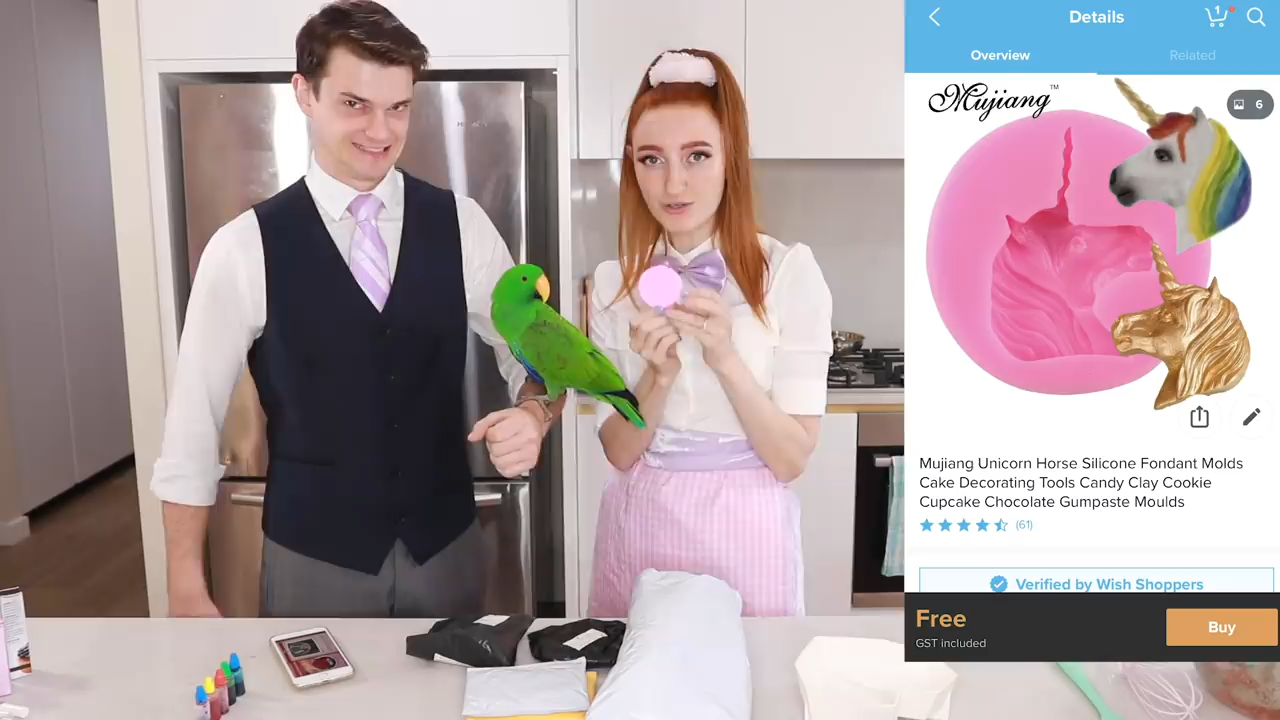 Details
1
Overview
Related
Mujiang™
6
Mujiang Unicorn Horse Silicone Fondant Molds
Cake Decorating Tools Candy Clay Cookie
Cupcake Chocolate Gumpaste Moulds
(61)
Verified by Wish Shoppers
Free
GST included
Buy